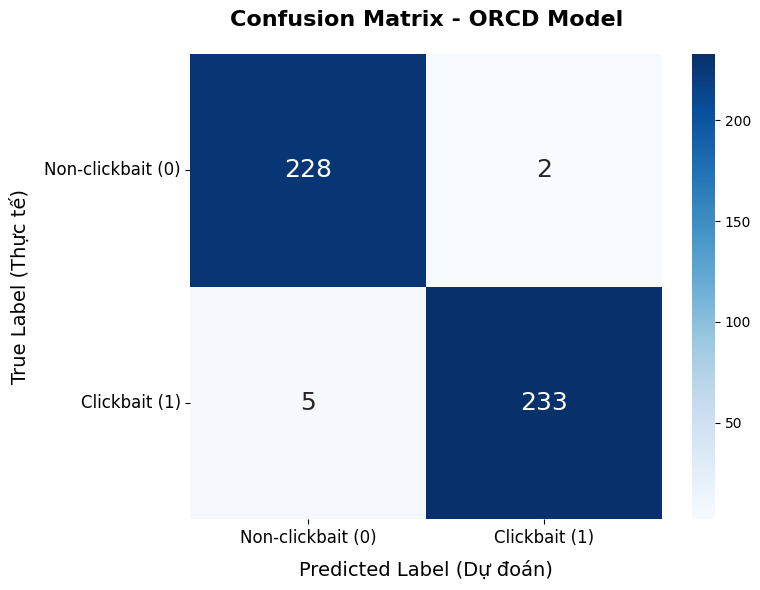 Confusion Matrix - ORCD Model
True Label (Thực tế)
Non-clickbait (0)
228
2
Clickbait (1)
5
233
Non-clickbait (0)
Clickbait (1)
Predicted Label (Dự đoán)
200
150
100
50